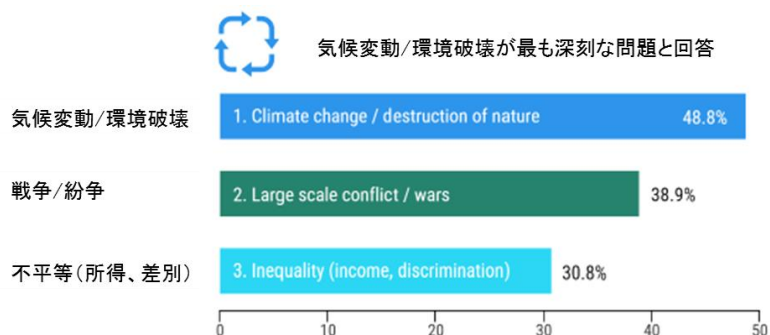 気候変動/環境破壊が最も深刻な問題と回答
気候変動/環境破壊
1. Climate change / destruction of nature
48.8%
戦争/紛争
2. Large scale conflict / wars
38.9%
不平等(所得、差別)
3. Inequality (income, discrimination)
30.8%
0 10 20 30 40 50